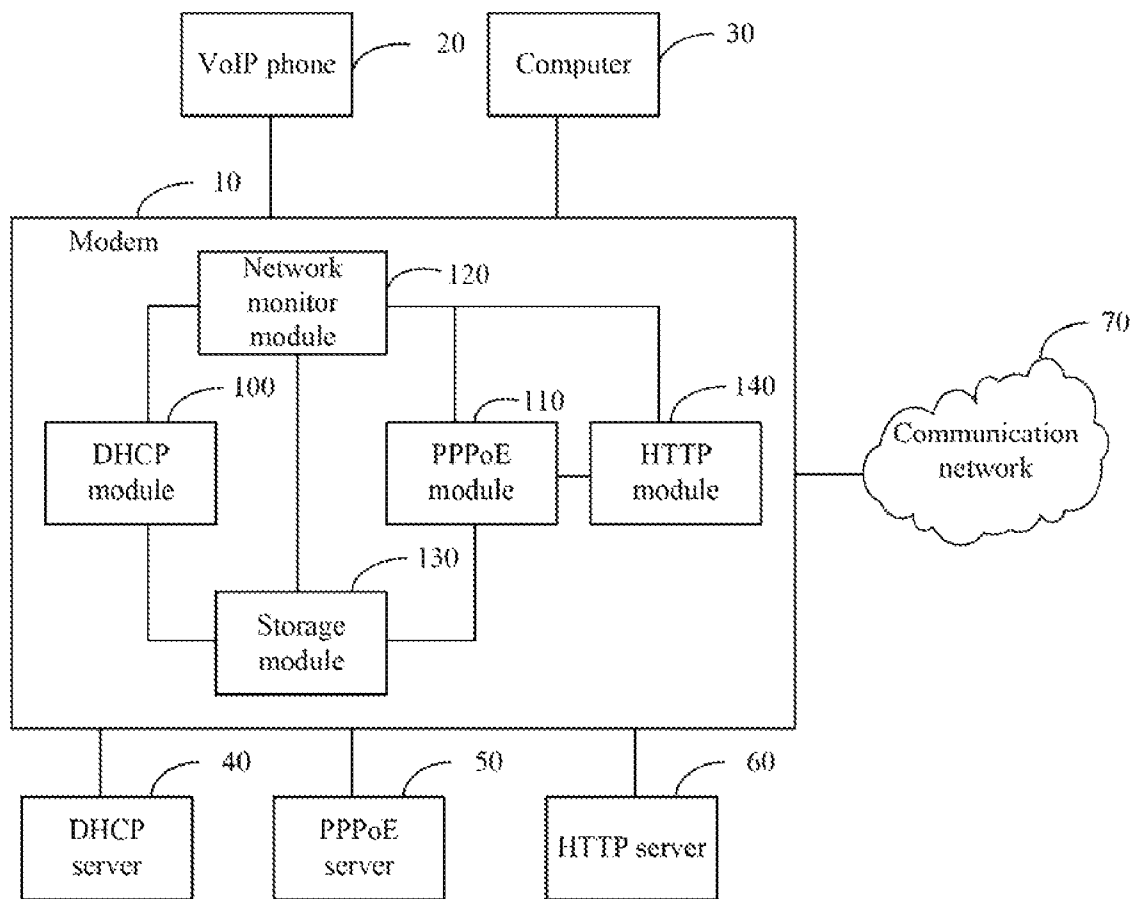 VoIP phone
20
Computer
30
10
Modem
Network
monitor
module
120
70
100
DHCP
module
110
PPPoE
module
140
HTTP
module
Communication
network
130
Storage
module
40
DHCP
server
50
PPPoE
server
60
HTTP server